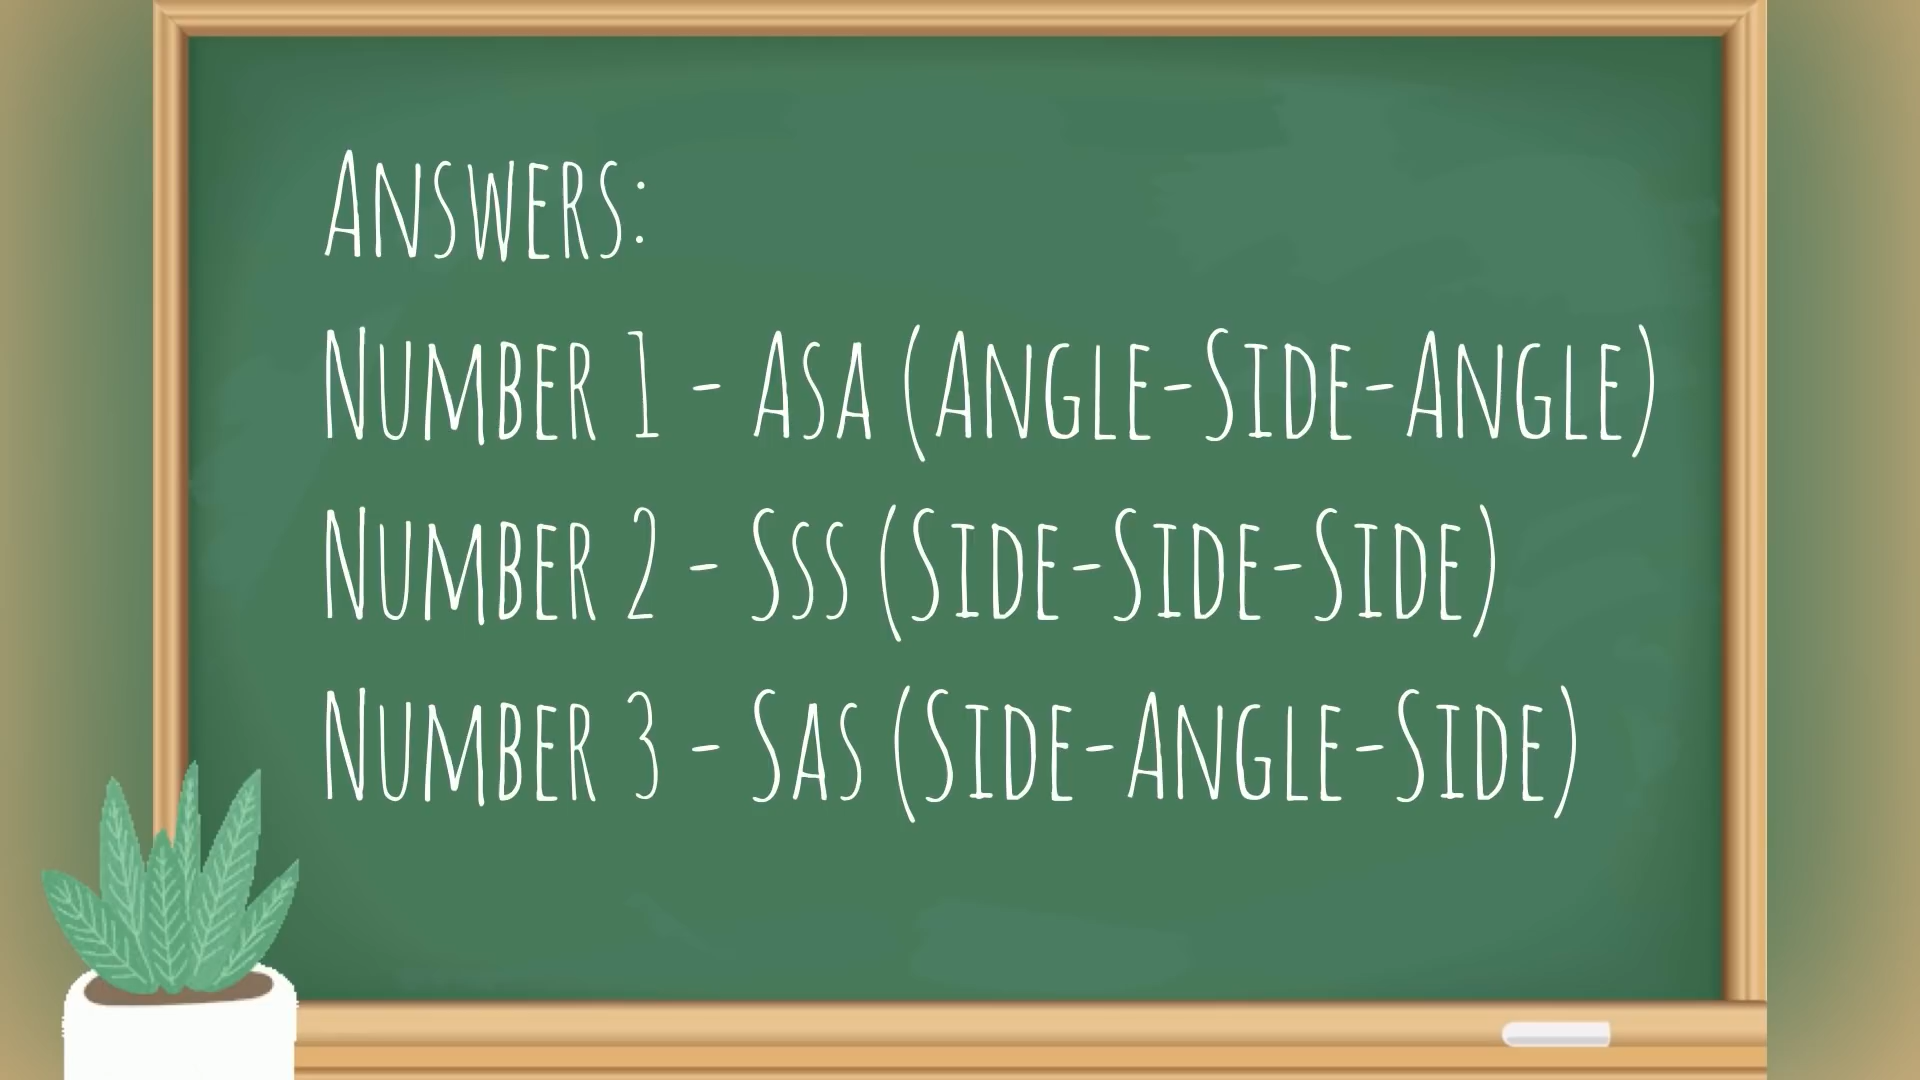 Answers:
Number 1 - Asa (Angle-Side-Angle)
Number 2 - Sss (Side-Side-Side)
Number 3 - Sas (Side-Angle-Side)